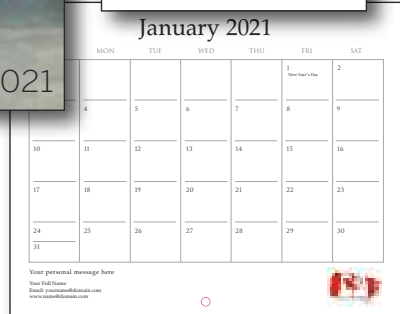 January 2021
021
MON TUE WED THU FRI SAT
1 2
New Year's Day
4 5 6 7 8 9
10 11 12 13 14 15 16
17 18 19 20 21 22 23
24 25 26 27 28 29 30
31
Your personal message here
Your Full Name
Email: yourname@domain.com
www.name@domain.com